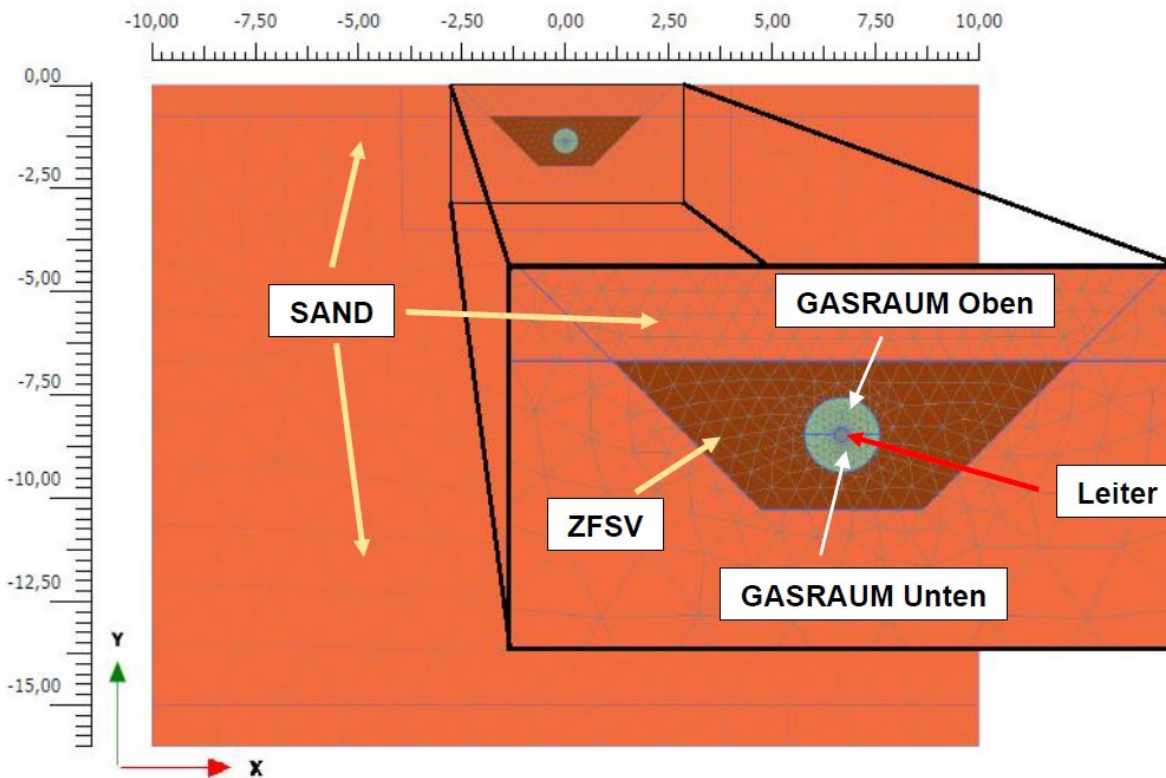 -10,00 -7,50 -5,00 -2,50 0,00 2,50 5,00 7,50 10,00
0,00
-2,50
-5,00
-7,50
-10,00
-12,50
-15,00
SAND
GASRAUM Oben
Leiter
ZFSV
GASRAUM Unten
Y
X